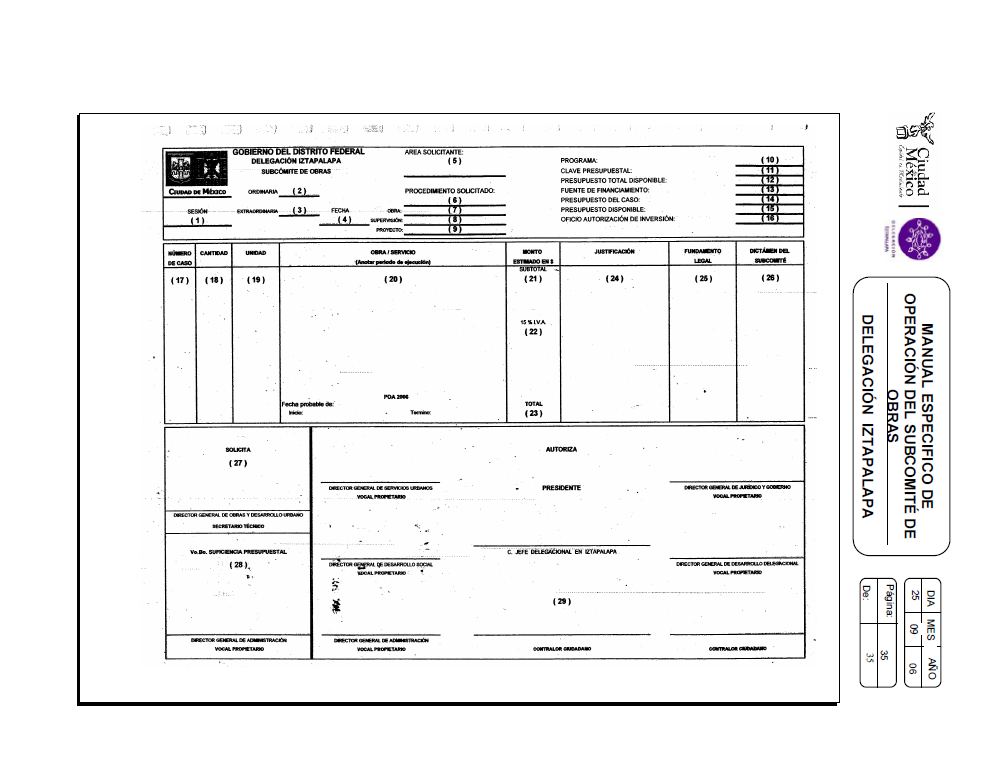 GOBIERNO DEL DISTRITO FEDERAL
DELEGACIÓN IZTAPALAPA
SUBCÓMITE DE OBRAS
CIUDAD DE MÉXICO
ORDINARIA ( 2 )
SESIÓN
( 1 )
EXTRAORDINARIA ( 3 )
FECHA
( 4 )
AREA SOLICITANTE:
( 5 )
PROCEDIMIENTO SOLICITADO:
( 6 )
OBRA: ( 7 )
SUPERVISIÓN: ( 8 )
PROYECTO: ( 9 )
PROGRAMA: ( 10 )
CLAVE PRESUPUESTAL: ( 11 )
PRESUPUESTO TOTAL DISPONIBLE: ( 12 )
FUENTE DE FINANCIAMIENTO: ( 13 )
PRESUPUESTO DEL CASO: ( 14 )
PRESUPUESTO DISPONIBLE: ( 15 )
OFICIO AUTORIZACIÓN DE INVERSIÓN: ( 16 )
NÚMERO DE CASO
CANTIDAD
UNIDAD
OBRA / SERVICIO
(Anotar periodo de ejecución)
MONTO
ESTIMADO EN $
SUBTOTAL
JUSTIFICACIÓN
FUNDAMENTO
LEGAL
DICTÁMEN DEL
SUBCOMITÉ
( 17 ) ( 18 ) ( 19 ) ( 20 ) ( 21 ) ( 24 ) ( 25 ) ( 26 )
15 % I.V.A.
( 22 )
POA 2006
Fecha probable de:
Inicio: Termino:
TOTAL
( 23 )
SOLICITA
( 27 )
DIRECTOR GENERAL DE OBRAS Y DESARROLLO URBANO
SECRETARIO TÉCNICO
Vo.Bo. SUFICIENCIA PRESUPUESTAL
( 28 )
DIRECTOR GENERAL DE ADMINISTRACIÓN
VOCAL PROPIETARIO
AUTORIZA
DIRECTOR GENERAL DE SERVICIOS URBANOS
VOCAL PROPIETARIO
PRESIDENTE
DIRECTOR GENERAL DE JURÍDICO Y GOBIERNO
VOCAL PROPIETARIO
C. JEFE DELEGACIONAL EN IZTAPALAPA
DIRECTOR GENERAL DE DESARROLLO SOCIAL
VOCAL PROPIETARIO
DIRECTOR GENERAL DE DESARROLLO DELEGACIONAL
VOCAL PROPIETARIO
( 29 )
DIRECTOR GENERAL DE ADMINISTRACIÓN
VOCAL PROPIETARIO
CONTRALOR CIUDADANO
CONTRALOR CIUDADANO
Ciudad
México
MANUAL ESPECIFICO DE
OPERACIÓN DEL SUBCOMITÉ DE
OBRAS
DELEGACIÓN IZTAPALAPA
DIA MES AÑO
25 09 06
Página: 35
De: 35